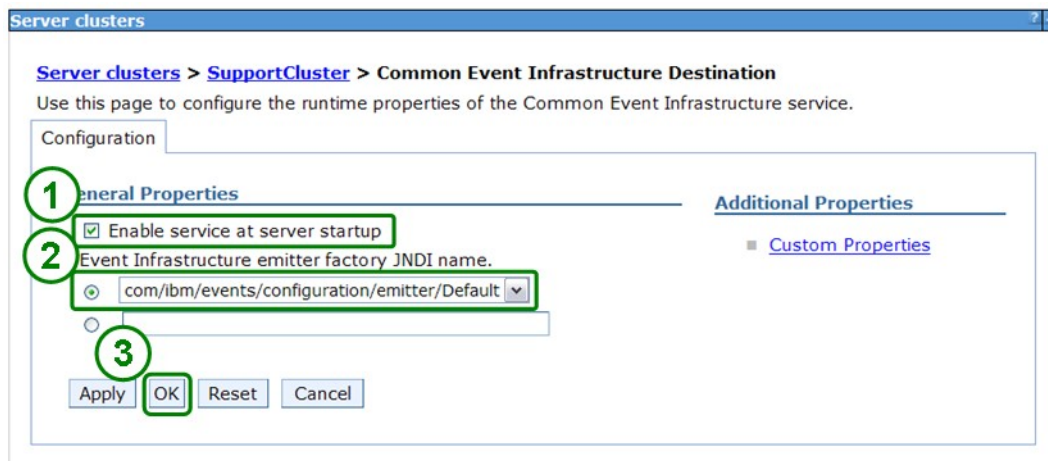 Server clusters ?
Server clusters > SupportCluster > Common Event Infrastructure Destination
Use this page to configure the runtime properties of the Common Event Infrastructure service.
Configuration
1
eneral Properties
Additional Properties
Enable service at server startup
Custom Properties
2
Event Infrastructure emitter factory JNDI name.
com/ibm/events/configuration/emitter/Default
3
Apply OK Reset Cancel